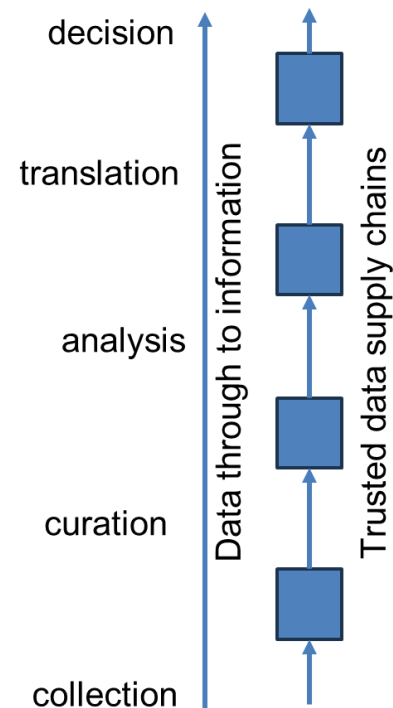 decision
translation
analysis
curation
collection
Data through to information
Trusted data supply chains